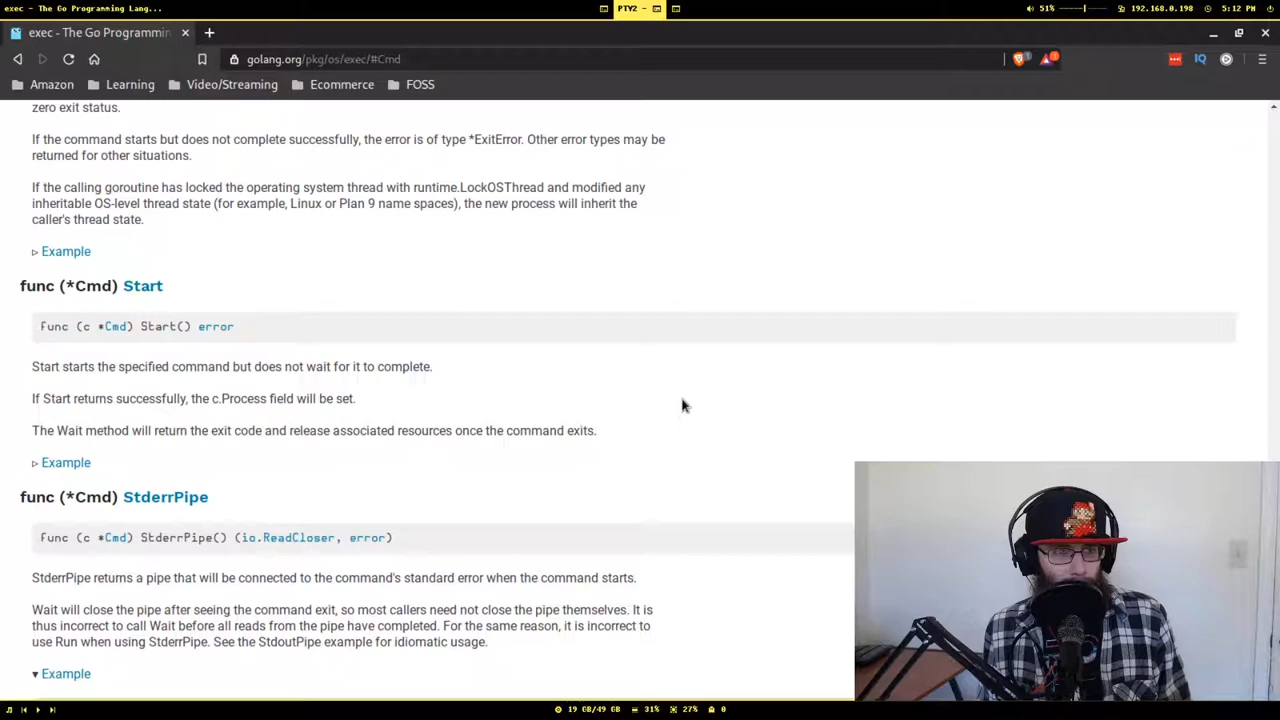 exec - The Go Programming Lang...
PTY2 -
51%
192.168.0.198
5:12 PM
exec - The Go Programmin
golang.org/pkg/os/exec/#Cmd
1
IQ
Amazon
Learning
Video/Streaming
Ecommerce
FOSS
zero exit status.
If the command starts but does not complete successfully, the error is of type *ExitError. Other error types may be
returned for other situations.
If the calling goroutine has locked the operating system thread with runtime.LockOSThread and modified any
inheritable OS-level thread state (for example, Linux or Plan 9 name spaces), the new process will inherit the
caller's thread state.
Example
func (*Cmd) Start
func (c *Cmd) Start() error
Start starts the specified command but does not wait for it to complete.
If Start returns successfully, the c.Process field will be set.
The Wait method will return the exit code and release associated resources once the command exits.
Example
func (*Cmd) StderrPipe
func (c *Cmd) StderrPipe() (io.ReadCloser, error)
StderrPipe returns a pipe that will be connected to the command's standard error when the command starts.
Wait will close the pipe after seeing the command exit, so most callers need not close the pipe themselves. It is
thus incorrect to call Wait before all reads from the pipe have completed. For the same reason, it is incorrect to
use Run when using StderrPipe. See the StdoutPipe example for idiomatic usage.
Example
19 GB/49 GB
31%
27%
0